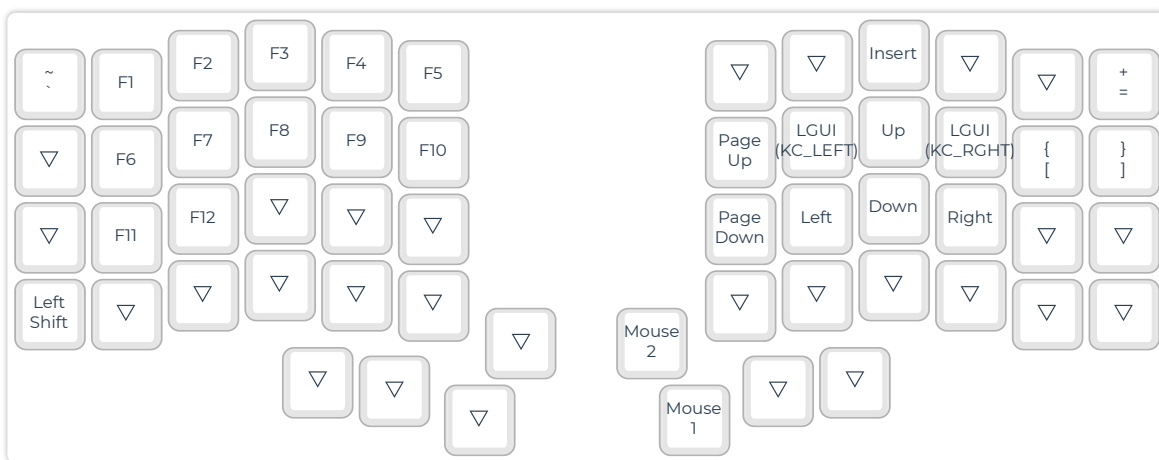 ~
`
F1
F2
F3
F4
F5
Insert
+
=
F6
F7
F8
F9
F10
Page
Up
LGUI
(KC_LEFT)
Up
LGUI
(KC_RGHT)
{
[
}
]
F11
F12
Page
Down
Left
Down
Right
Left
Shift
Mouse
2
Mouse
1